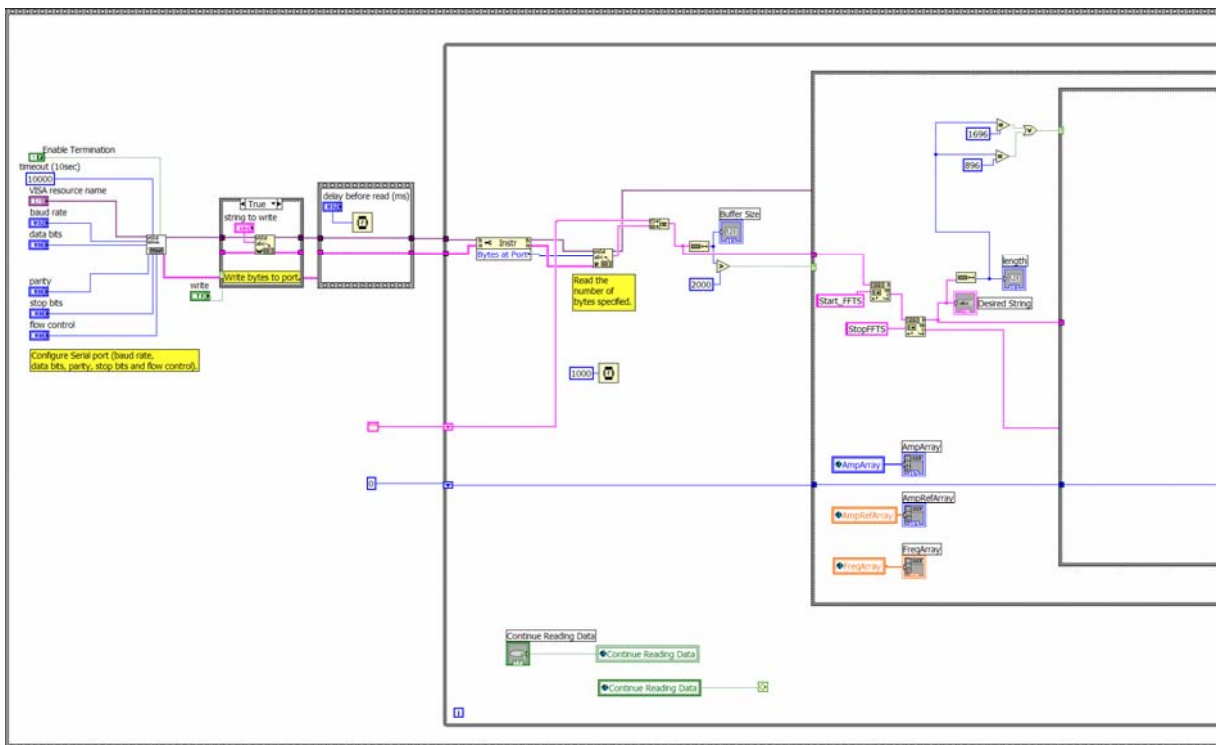 Enable Termination
timeout (10sec)
10000
VISA resource name
baud rate
data bits
parity
stop bits
flow control
Configure Serial port (baud rate,
data bits, parity, stop bits and flow control).
True
string to write
Write bytes to port.
write
delay before read (ms)
Instr
Bytes at Port
Read the
number of
bytes specified.
1000
0
Buffer Size
2000
Start_FFTS
StopFFTS
1696
896
length
Desired String
AmpArray
AmpArray
AmpRefArray
AmpRefArray
FreqArray
FreqArray
Continue Reading Data
Continue Reading Data
Continue Reading Data
i